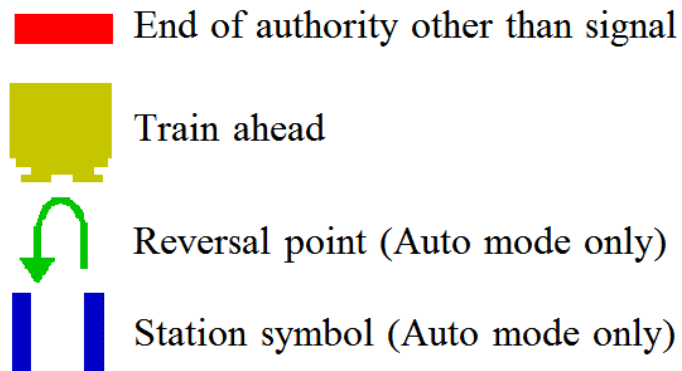 End of authority other than signal
Train ahead
Reversal point (Auto mode only)
Station symbol (Auto mode only)